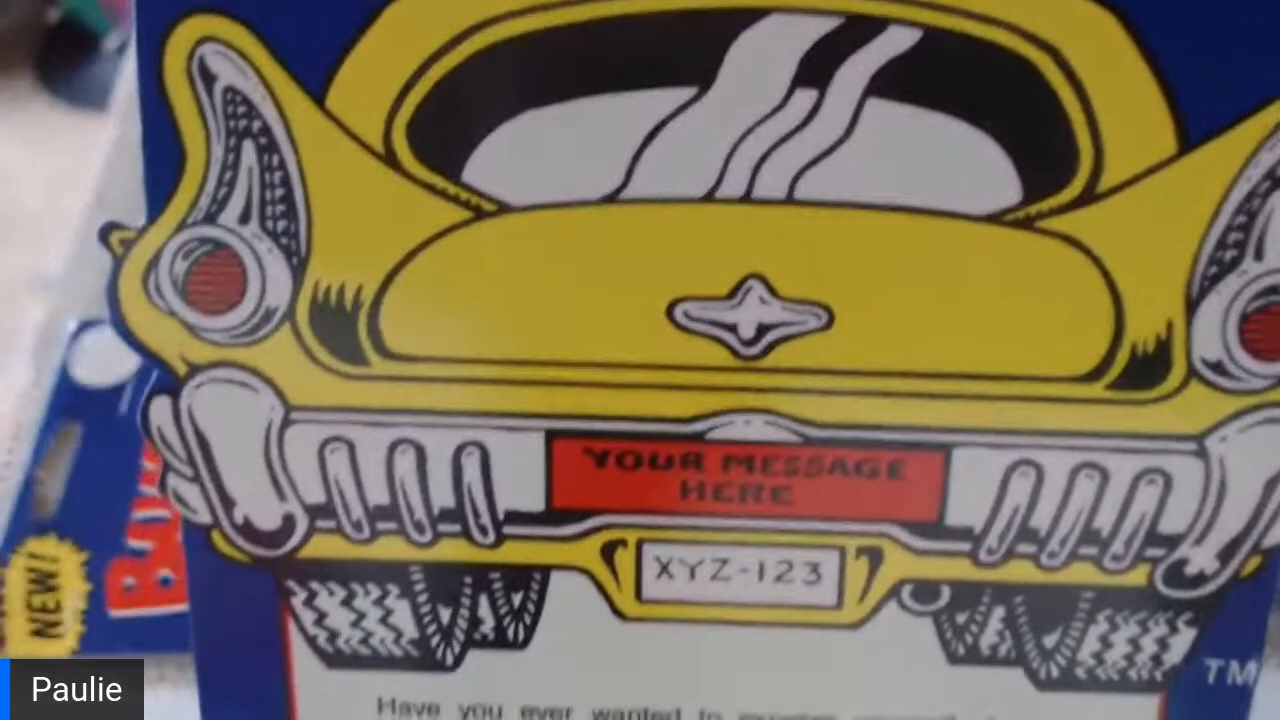 YOUR MESSAGE
HERE
XYZ-123
NEW!
TM
Have you ever wanted to
Paulie